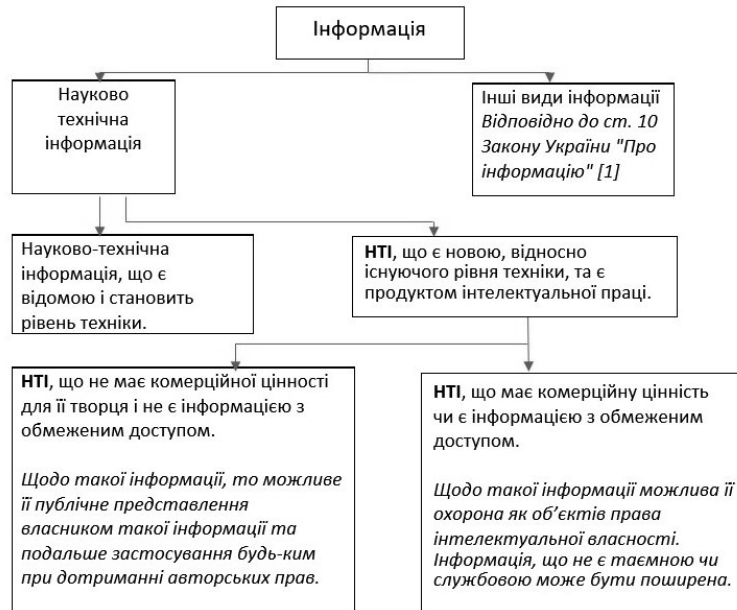 Інформація
Науково
технічна
інформація
Інші види інформації
Відповідно до ст. 10
Закону України "Про
інформацію" [1]
Науково-технічна
інформація, що є
відомою і становить
рівень техніки.
НТІ, що є новою, відносно
існуючого рівня техніки, та є
продуктом інтелектуальної праці.
НТІ, що не має комерційної цінності
для її творця і не є інформацією з
обмеженим доступом.
Щодо такої інформації, то можливе
її публічне представлення
власником такої інформації та
подальше застосування будь-ким
при дотриманні авторських прав.
НТІ, що має комерційну цінність
чи є інформацією з обмеженим
доступом.
Щодо такої інформації можлива її
охорона як об’єктів права
інтелектуальної власності.
Інформація, що не є таємною чи
службовою може бути поширена.